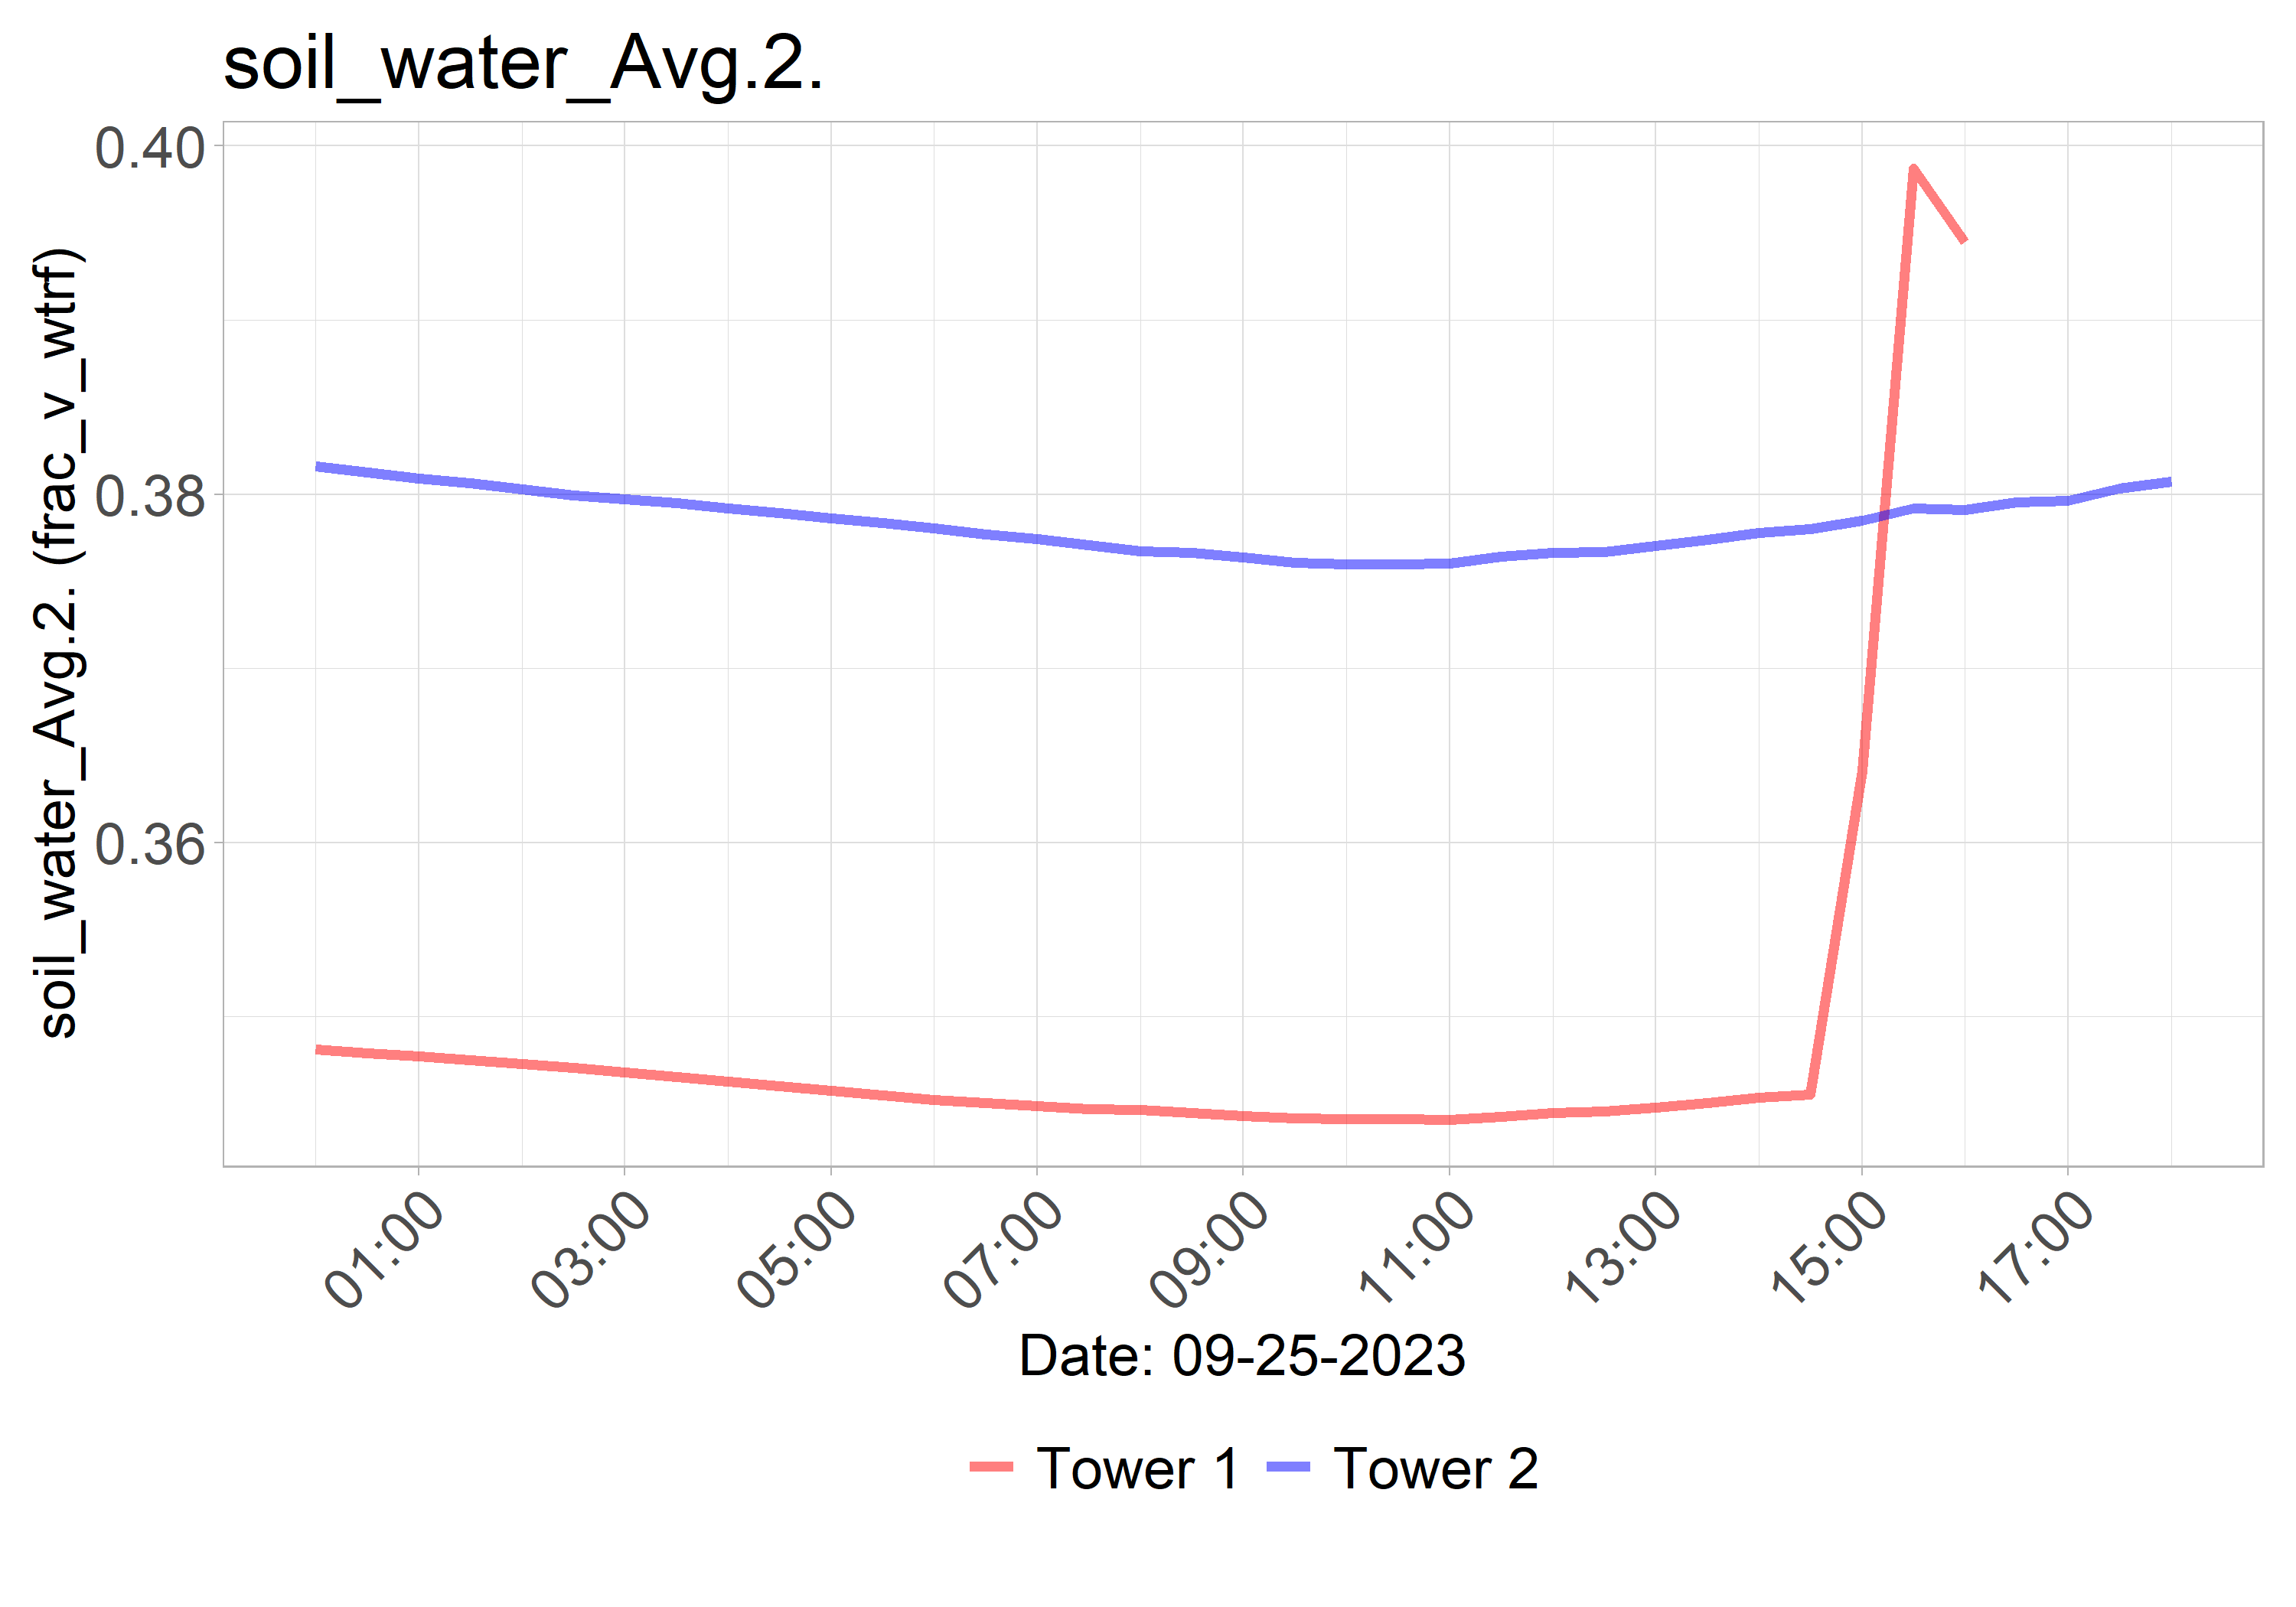 soil_water_Avg.2.
soil_water_Avg.2. (frac_v_wtrf)
0.40
0.38
0.36
01:00
03:00
05:00
07:00
09:00
11:00
13:00
15:00
17:00
Date: 09-25-2023
Tower 1
Tower 2